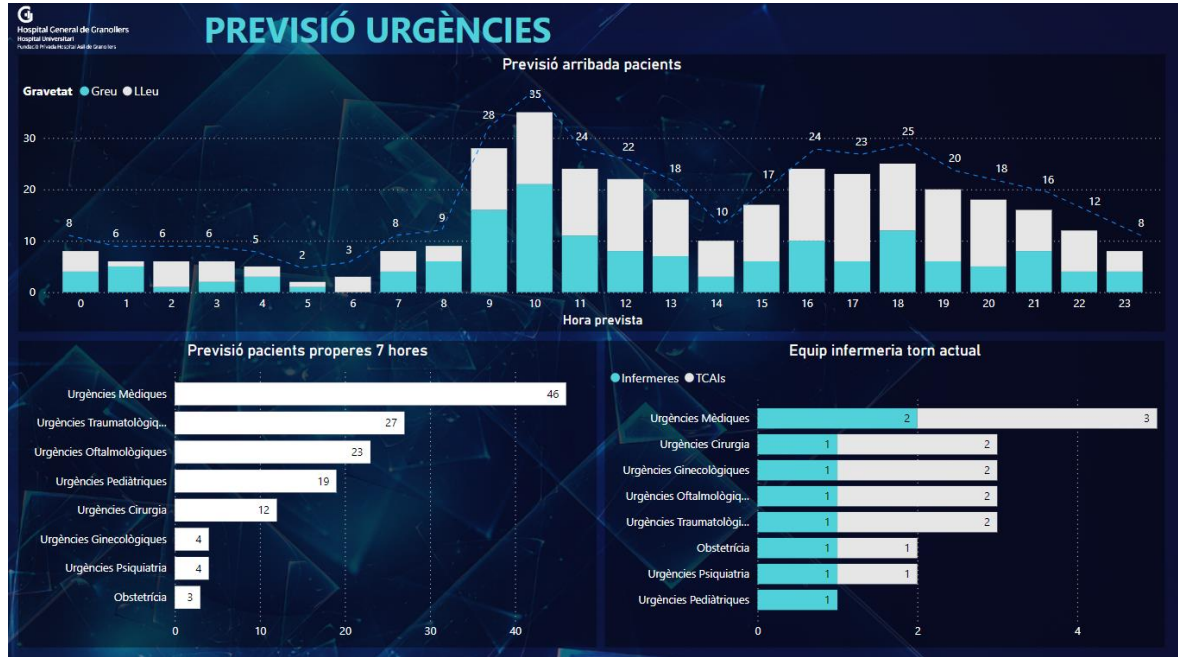 Hospital General de Granollers
Hospital Universitari
Fundació Privada Hospital Asil de Granollers
PREVISIÓ URGÈNCIES
Previsió arribada pacients
Gravetat Greu LLeu
30
20
10
0
8 6 6 6 5 2 3 8 9 28 35 24 22 18 10 17 24 23 25 20 18 16 12 8
0 1 2 3 4 5 6 7 8 9 10 11 12 13 14 15 16 17 18 19 20 21 22 23
Hora prevista
Previsió pacients properes 7 hores
Urgències Mèdiques 46
Urgències Traumatològiq... 27
Urgències Oftalmològiques 23
Urgències Pediàtriques 19
Urgències Cirurgia 12
Urgències Ginecològiques 4
Urgències Psiquiatria 4
Obstetrícia 3
0 10 20 30 40
Equip infermeria torn actual
Infermeres TCAIs
Urgències Mèdiques 2 3
Urgències Cirurgia 1 2
Urgències Ginecològiques 1 2
Urgències Oftalmològiq... 1 2
Urgències Traumatològi... 1 2
Obstetrícia 1 1
Urgències Psiquiatria 1 1
Urgències Pediàtriques 1
0 2 4